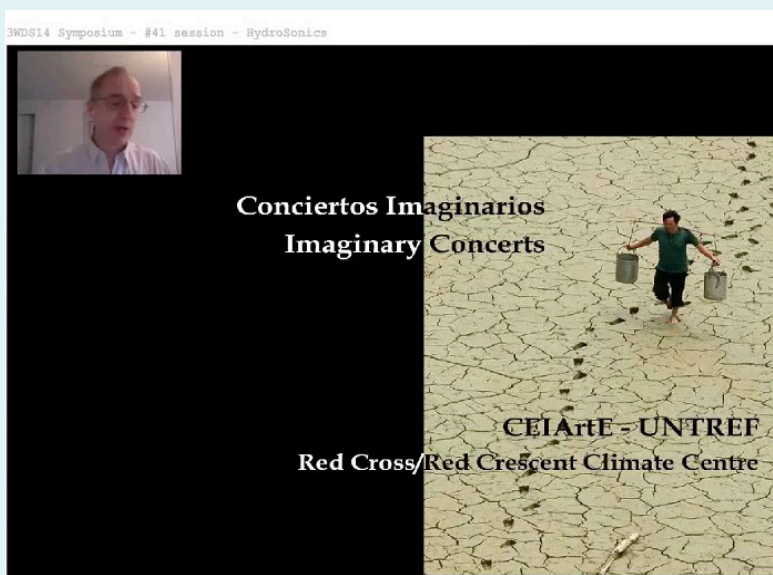 3WDS14 Symposium - #41 session - HydroSonics
Conciertos Imaginarios
Imaginary Concerts
CEIArtE - UNTREF
Red Cross/Red Crescent Climate Centre